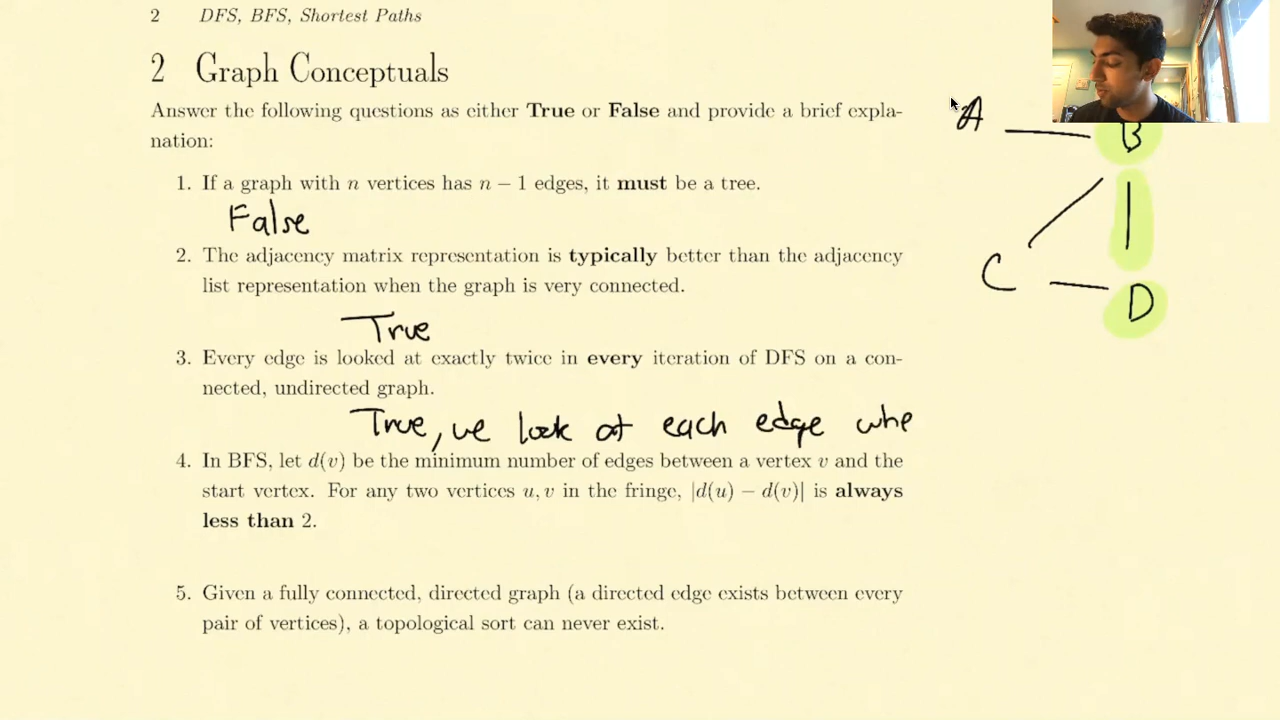 2 DFS, BFS, Shortest Paths
2 Graph Conceptuals
Answer the following questions as either True or False and provide a brief expla-
nation:
1. If a graph with n vertices has n − 1 edges, it must be a tree.
False
2. The adjacency matrix representation is typically better than the adjacency
list representation when the graph is very connected.
True
3. Every edge is looked at exactly twice in every iteration of DFS on a con-
nected, undirected graph.
True, we look at each edge whe
4. In BFS, let d(v) be the minimum number of edges between a vertex v and the
start vertex. For any two vertices u, v in the fringe, |d(u) − d(v)| is always
less than 2.
5. Given a fully connected, directed graph (a directed edge exists between every
pair of vertices), a topological sort can never exist.
A
B
C
D